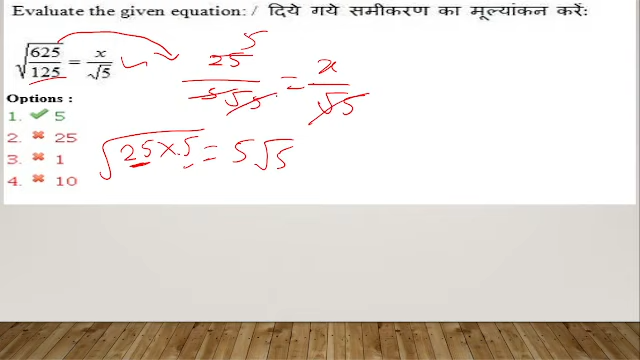 Evaluate the given equation: / दिये गये समीकरण का मूल्यांकन करें:
√(625/125) = x/√5
25 5
5√5 = x/√5
Options :
1. ✓ 5
2. ✗ 25
3. ✗ 1
4. ✗ 10
√25×5 = 5√5